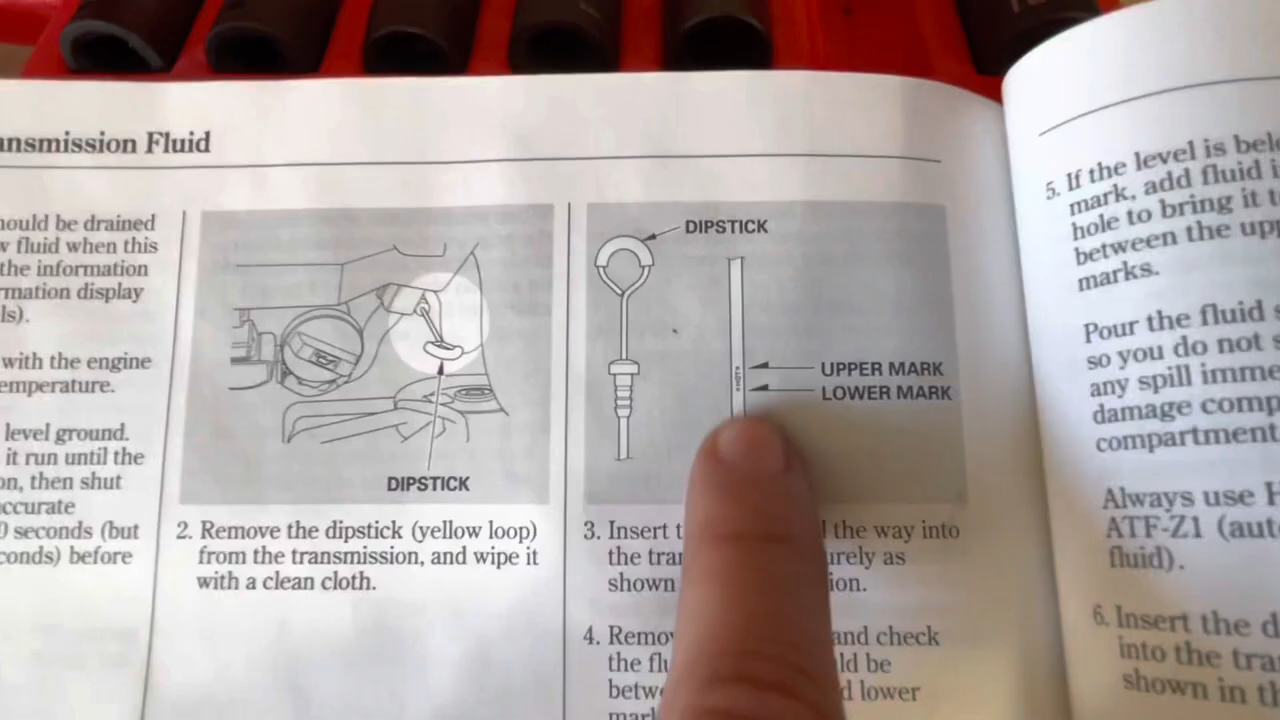 ansmission Fluid
hould be drained
w fluid when this
the information
rmation display
ls).
with the engine
emperature.
level ground.
it run until the
on, then shut
accurate
0 seconds (but
conds) before
DIPSTICK
2. Remove the dipstick (yellow loop)
from the transmission, and wipe it
with a clean cloth.
DIPSTICK
HOT
UPPER MARK
LOWER MARK
3. Insert t the way into
the tra urely as
shown ion.
4. Remo and check
the flu ld be
betw d lower
mark
5. If the level is bel
mark, add fluid i
hole to bring it t
between the upp
marks.
Pour the fluid s
so you do not s
any spill imme
damage comp
compartment
Always use H
ATF-Z1 (aut
fluid).
6. Insert the d
into the tra
shown in th